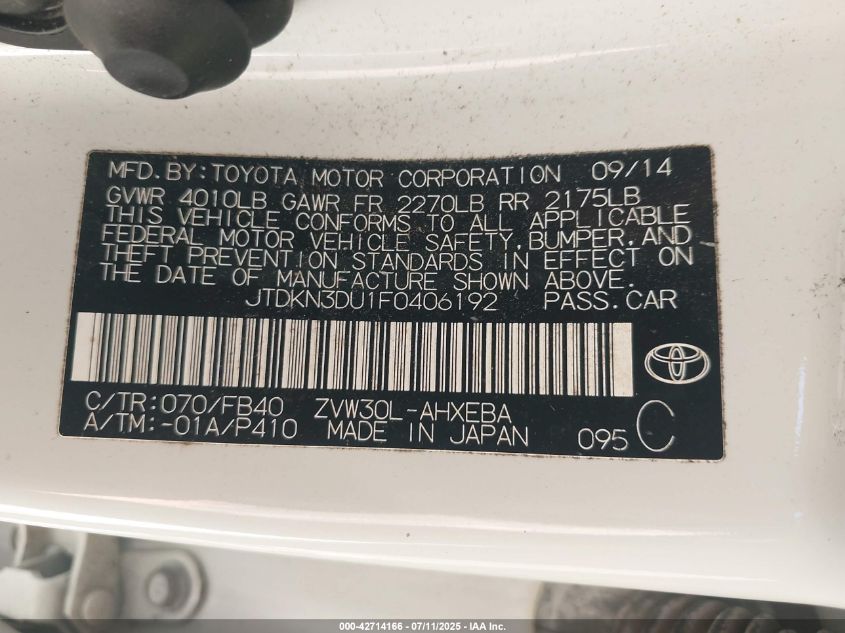 MFD.BY:TOYOTA MOTOR CORPORATION 09/14
GVWR 4010LB GAWR FR 2270LB RR 2175LB
THIS VEHICLE CONFORMS TO ALL APPLICABLE
FEDERAL MOTOR VEHICLE SAFETY,BUMPER,AND
THEFT PREVENTION STANDARDS IN EFFECT ON
THE DATE OF MANUFACTURE SHOWN ABOVE.
JTDKN3DU1F0406192 PASS.CAR
C/TR:070/FB40 ZVW30L-AHXEBA
A/TM:-01A/P410 MADE IN JAPAN 095 C
000-42714166 - 07/11/2025 - IAA Inc.